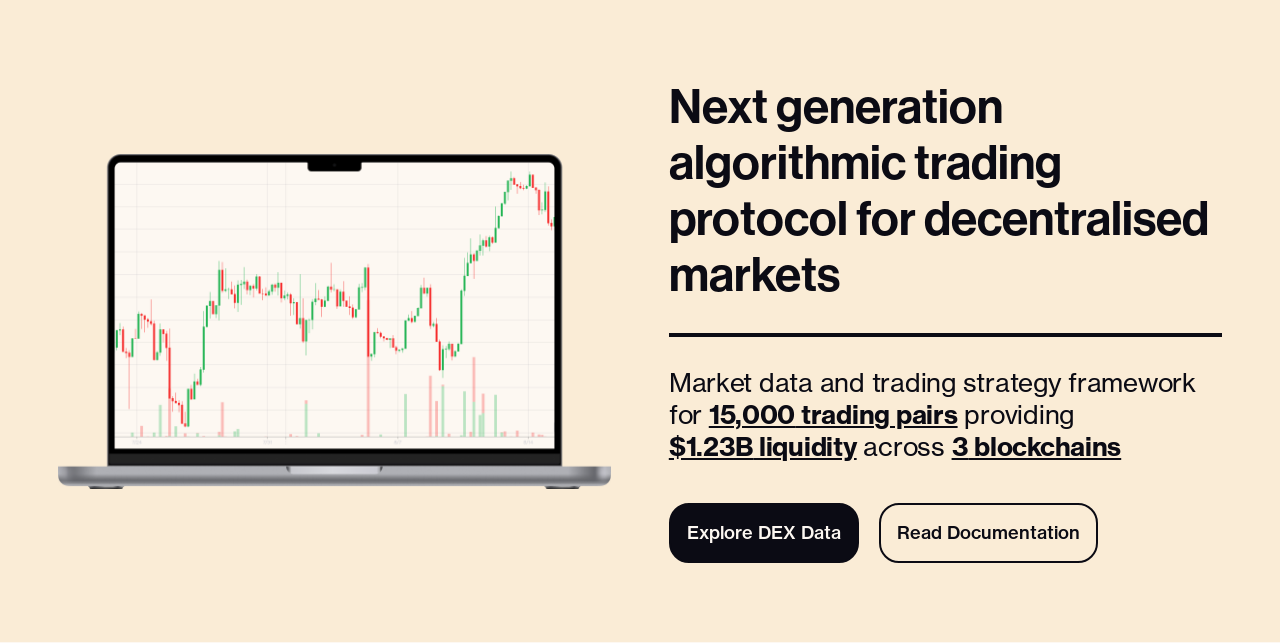 Next generation
algorithmic trading
protocol for decentralised
markets
Market data and trading strategy framework
for 15,000 trading pairs providing
$1.23B liquidity across 3 blockchains
Explore DEX Data
Read Documentation